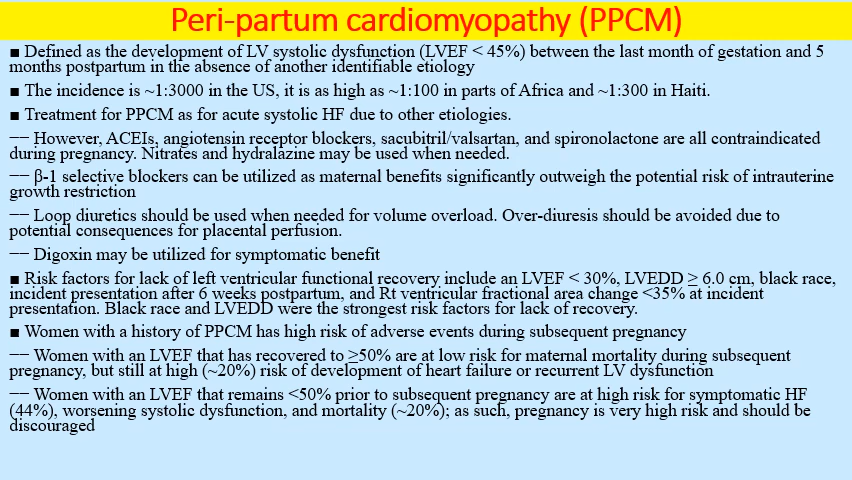 Peri-partum cardiomyopathy (PPCM)
■ Defined as the development of LV systolic dysfunction (LVEF < 45%) between the last month of gestation and 5
months postpartum in the absence of another identifiable etiology
■ The incidence is ~1:3000 in the US, it is as high as ~1:100 in parts of Africa and ~1:300 in Haiti.
■ Treatment for PPCM as for acute systolic HF due to other etiologies.
−− However, ACEIs, angiotensin receptor blockers, sacubitril/valsartan, and spironolactone are all contraindicated
during pregnancy. Nitrates and hydralazine may be used when needed.
−− β-1 selective blockers can be utilized as maternal benefits significantly outweigh the potential risk of intrauterine
growth restriction
−− Loop diuretics should be used when needed for volume overload. Over-diuresis should be avoided due to
potential consequences for placental perfusion.
−− Digoxin may be utilized for symptomatic benefit
■ Risk factors for lack of left ventricular functional recovery include an LVEF < 30%, LVEDD ≥ 6.0 cm, black race,
incident presentation after 6 weeks postpartum, and Rt ventricular fractional area change <35% at incident
presentation. Black race and LVEDD were the strongest risk factors for lack of recovery.
■ Women with a history of PPCM has high risk of adverse events during subsequent pregnancy
−− Women with an LVEF that has recovered to ≥50% are at low risk for maternal mortality during subsequent
pregnancy, but still at high (~20%) risk of development of heart failure or recurrent LV dysfunction
−− Women with an LVEF that remains <50% prior to subsequent pregnancy are at high risk for symptomatic HF
(44%), worsening systolic dysfunction, and mortality (~20%); as such, pregnancy is very high risk and should be
discouraged